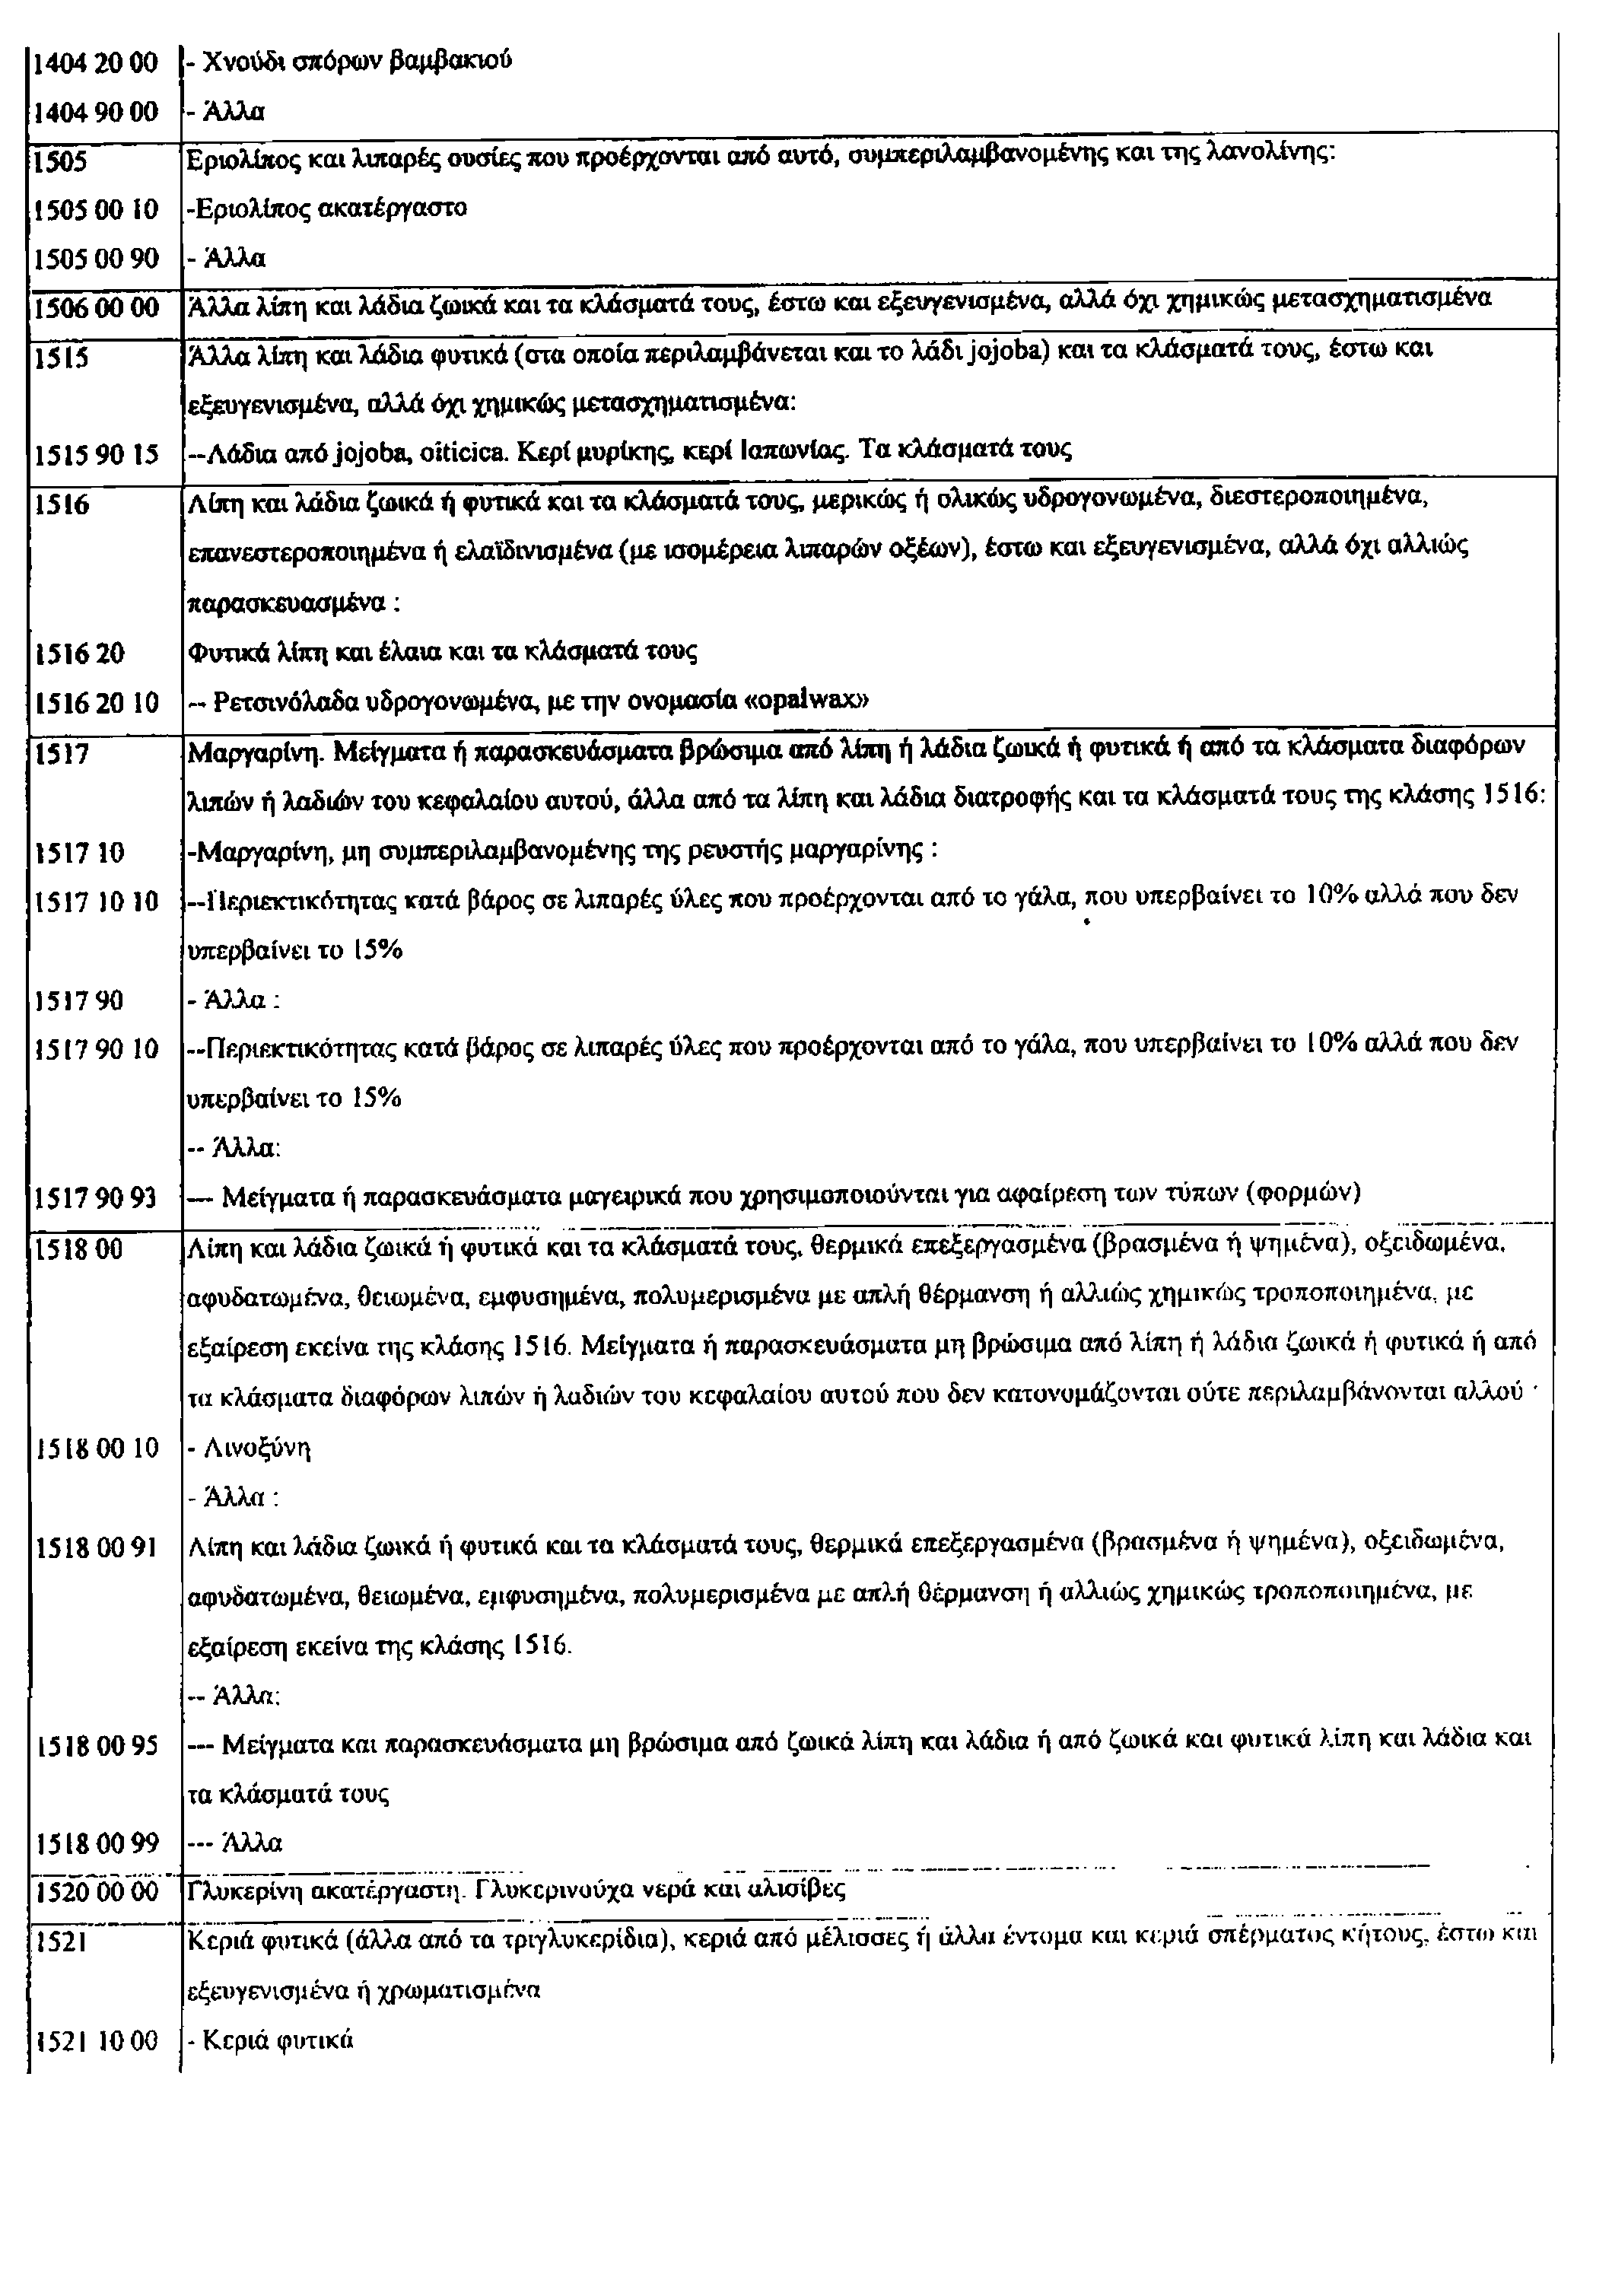 1404 20 00 - Χνούδι σπόρων βαμβακιού
1404 90 00 - Άλλα
1505 Εριολίπος και λιπαρές ουσίες που προέρχονται από αυτό, συμπεριλαμβανομένης και της λανολίνης:
1505 00 10 -Εριολίπος ακατέργαστο
1505 00 90 - Άλλα
1506 00 00 Άλλα λίπη και λάδια ζωικά και τα κλάσματά τους, έστω και εξευγενισμένα, αλλά όχι χημικώς μετασχηματισμένα
1515 Άλλα λίπη και λάδια φυτικά (στα οποία περιλαμβάνεται και το λάδι jojoba) και τα κλάσματά τους, έστω και
εξευγενισμένα, αλλά όχι χημικώς μετασχηματισμένα:
1515 90 15 --Λάδια από jojoba, oiticica. Κερί μυρίκης, κερί Ιαπωνίας. Τα κλάσματά τους
1516 Λίπη και λάδια ζωικά ή φυτικά και τα κλάσματά τους, μερικώς ή ολικώς υδρογονωμένα, διεστεροποιημένα,
επανεστεροποιημένα ή ελαϊδινισμένα (με ισομέρεια λιπαρών οξέων), έστω και εξευγενισμένα, αλλά όχι αλλιώς
παρασκευασμένα :
1516 20 Φυτικά λίπη και έλαια και τα κλάσματά τους
1516 20 10 -- Ρετσινόλαδα υδρογονωμένα, με την ονομασία «opalwax»
1517 Μαργαρίνη. Μείγματα ή παρασκευάσματα βρώσιμα από λίπη ή λάδια ζωικά ή φυτικά ή από τα κλάσματα διαφόρων
λιπών ή λαδιών του κεφαλαίου αυτού, άλλα από τα λίπη και λάδια διατροφής και τα κλάσματά τους της κλάσης 1516:
1517 10 -Μαργαρίνη, μη συμπεριλαμβανομένης της ρευστής μαργαρίνης :
1517 10 10 --Περιεκτικότητας κατά βάρος σε λιπαρές ύλες που προέρχονται από το γάλα, που υπερβαίνει το 10% αλλά που δεν
υπερβαίνει το 15%
1517 90 - Άλλα :
1517 90 10 --Περιεκτικότητας κατά βάρος σε λιπαρές ύλες που προέρχονται από το γάλα, που υπερβαίνει το 10% αλλά που δεν
υπερβαίνει το 15%
-- Άλλα:
1517 90 93 --- Μείγματα ή παρασκευάσματα μαγειρικά που χρησιμοποιούνται για αφαίρεση των τύπων (φορμών)
1518 00 Λίπη και λάδια ζωικά ή φυτικά και τα κλάσματά τους, θερμικά επεξεργασμένα (βρασμένα ή ψημένα), οξειδωμένα,
αφυδατωμένα, θειωμένα, εμφυσημένα, πολυμερισμένα με απλή θέρμανση ή αλλιώς χημικώς τροποποιημένα, με
εξαίρεση εκείνα της κλάσης 1516. Μείγματα ή παρασκευάσματα μη βρώσιμα από λίπη ή λάδια ζωικά ή φυτικά ή από
τα κλάσματα διαφόρων λιπών ή λαδιών του κεφαλαίου αυτού που δεν κατονομάζονται ούτε περιλαμβάνονται αλλού :
1518 00 10 - Λινοξύνη
- Άλλα :
1518 00 91 Λίπη και λάδια ζωικά ή φυτικά και τα κλάσματά τους, θερμικά επεξεργασμένα (βρασμένα ή ψημένα), οξειδωμένα,
αφυδατωμένα, θειωμένα, εμφυσημένα, πολυμερισμένα με απλή θέρμανση ή αλλιώς χημικώς τροποποιημένα, με
εξαίρεση εκείνα της κλάσης 1516.
-- Άλλα:
1518 00 95 --- Μείγματα και παρασκευάσματα μη βρώσιμα από ζωικά λίπη και λάδια ή από ζωικά και φυτικά λίπη και λάδια και
τα κλάσματά τους
1518 00 99 --- Άλλα
1520 00 00 Γλυκερίνη ακατέργαστη. Γλυκερινούχα νερά και αλισίβες
1521 Κεριά φυτικά (άλλα από τα τριγλυκερίδια), κεριά από μέλισσες ή άλλα έντομα και κεριά σπέρματος κήτους, έστω και
εξευγενισμένα ή χρωματισμένα
1521 10 00 - Κεριά φυτικά